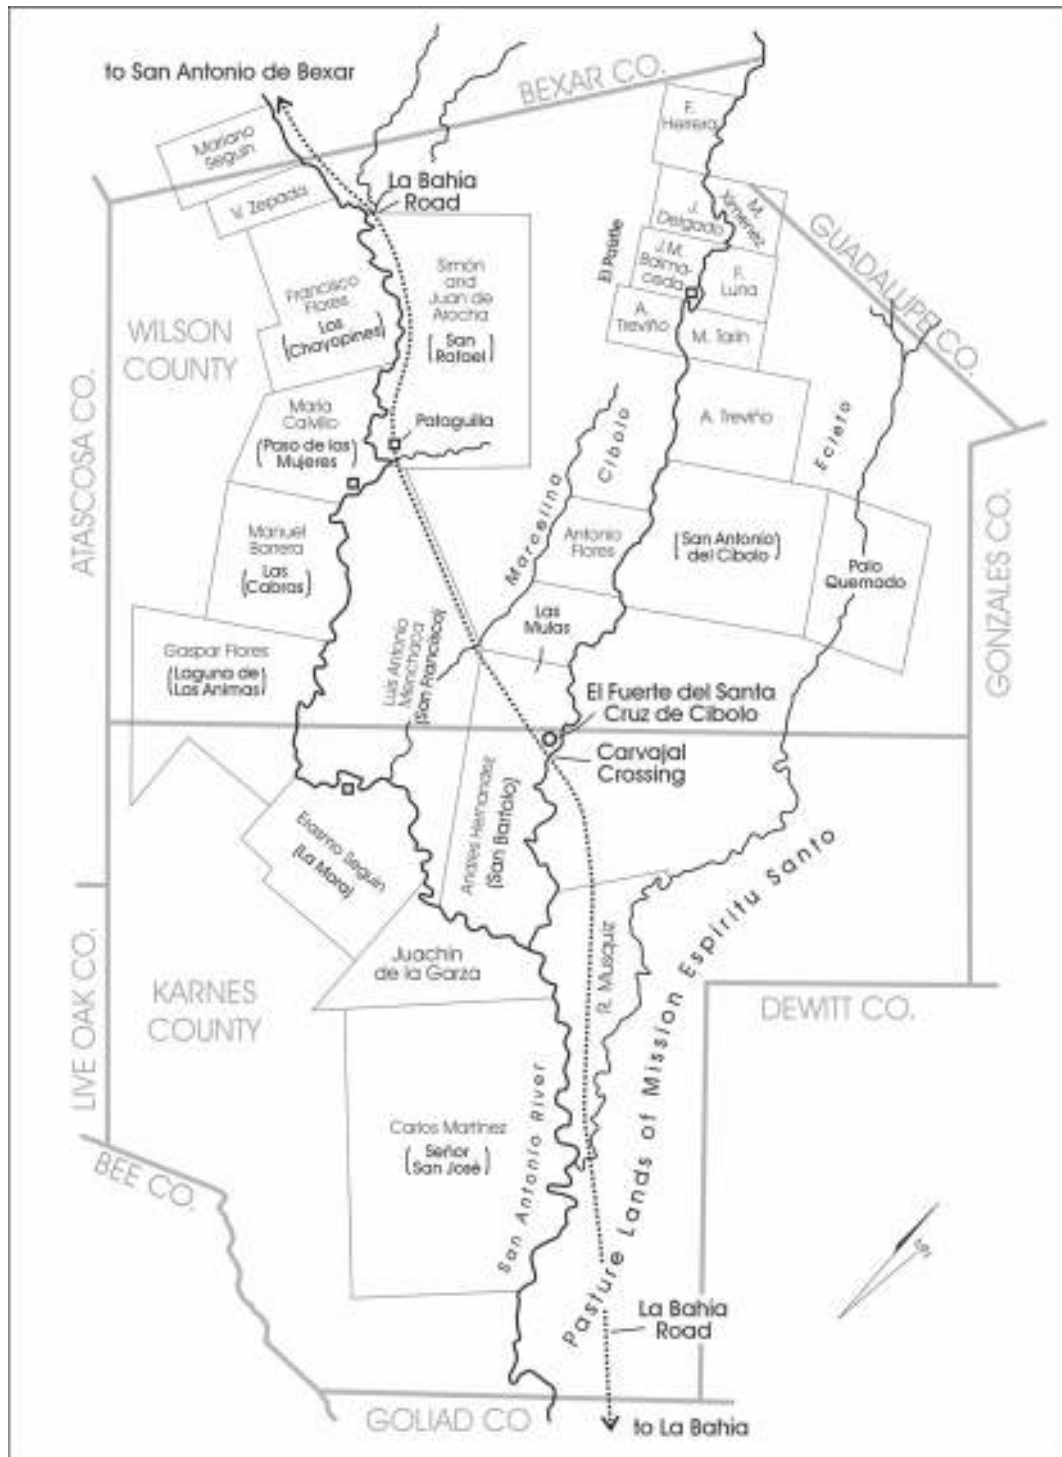 to San Antonio de Bexar
BEXAR CO.
Mariano
Seguin
V. Zepada
La Bahia
Road
F.
Herrera
J.
Delgado
M.
Ximenez
GUADALUPE CO.
El Paistle
J.M.
Balma-
ceda
F.
Luna
A.
Treviño
M. Tarin
Simón
and
Juan de
Arocha
(San
Rafael)
Francisco
Flores
(Los
Chayopines)
WILSON
COUNTY
ATASCOSA CO.
Maria
Calvillo
(Paso de las
Mujeres)
Pataguilla
A. Treviño
Ecleto
Cibolo
Marcelina
Manuel
Barrera
(Las
Cabras)
Antonio
Flores
(San Antonio
del Cibolo)
Palo
Quemado
GONZALES CO.
Las
Mulas
Gaspar Flores
(Laguna de
Las Animas)
Luis Antonio
Menchaca
(San Francisco)
El Fuerte del Santa
Cruz de Cibolo
Carvajal
Crossing
Andres Hernandez
(San Bartolo)
Erasmo Seguin
(La Mora)
Juachin
de la Garza
R. Musquiz
Pasture Lands of Mission Espiritu Santo
LIVE OAK CO.
KARNES
COUNTY
DEWITT CO.
Carlos Martínez
(Señor
San José)
San Antonio River
BEE CO.
La Bahia
Road
GOLIAD CO
to La Bahia